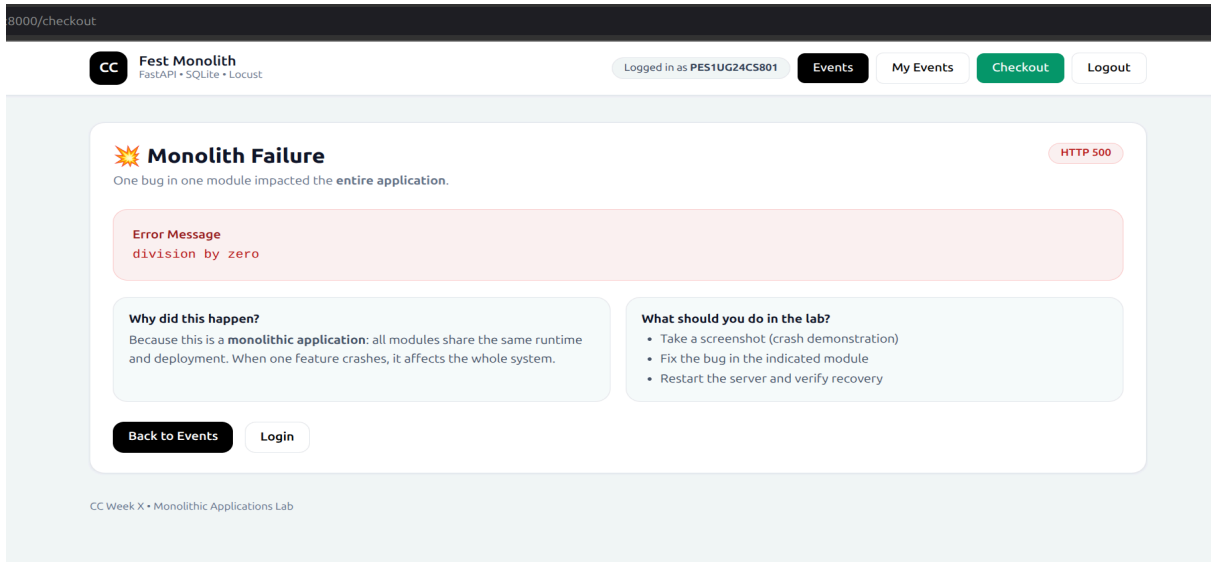 :8000/checkout
CC
Fest Monolith
FastAPI • SQLite • Locust
Logged in as PES1UG24CS801
Events
My Events
Checkout
Logout
💥 Monolith Failure
HTTP 500
One bug in one module impacted the entire application.
Error Message
division by zero
Why did this happen?
Because this is a monolithic application: all modules share the same runtime
and deployment. When one feature crashes, it affects the whole system.
What should you do in the lab?
• Take a screenshot (crash demonstration)
• Fix the bug in the indicated module
• Restart the server and verify recovery
Back to Events
Login
CC Week X • Monolithic Applications Lab